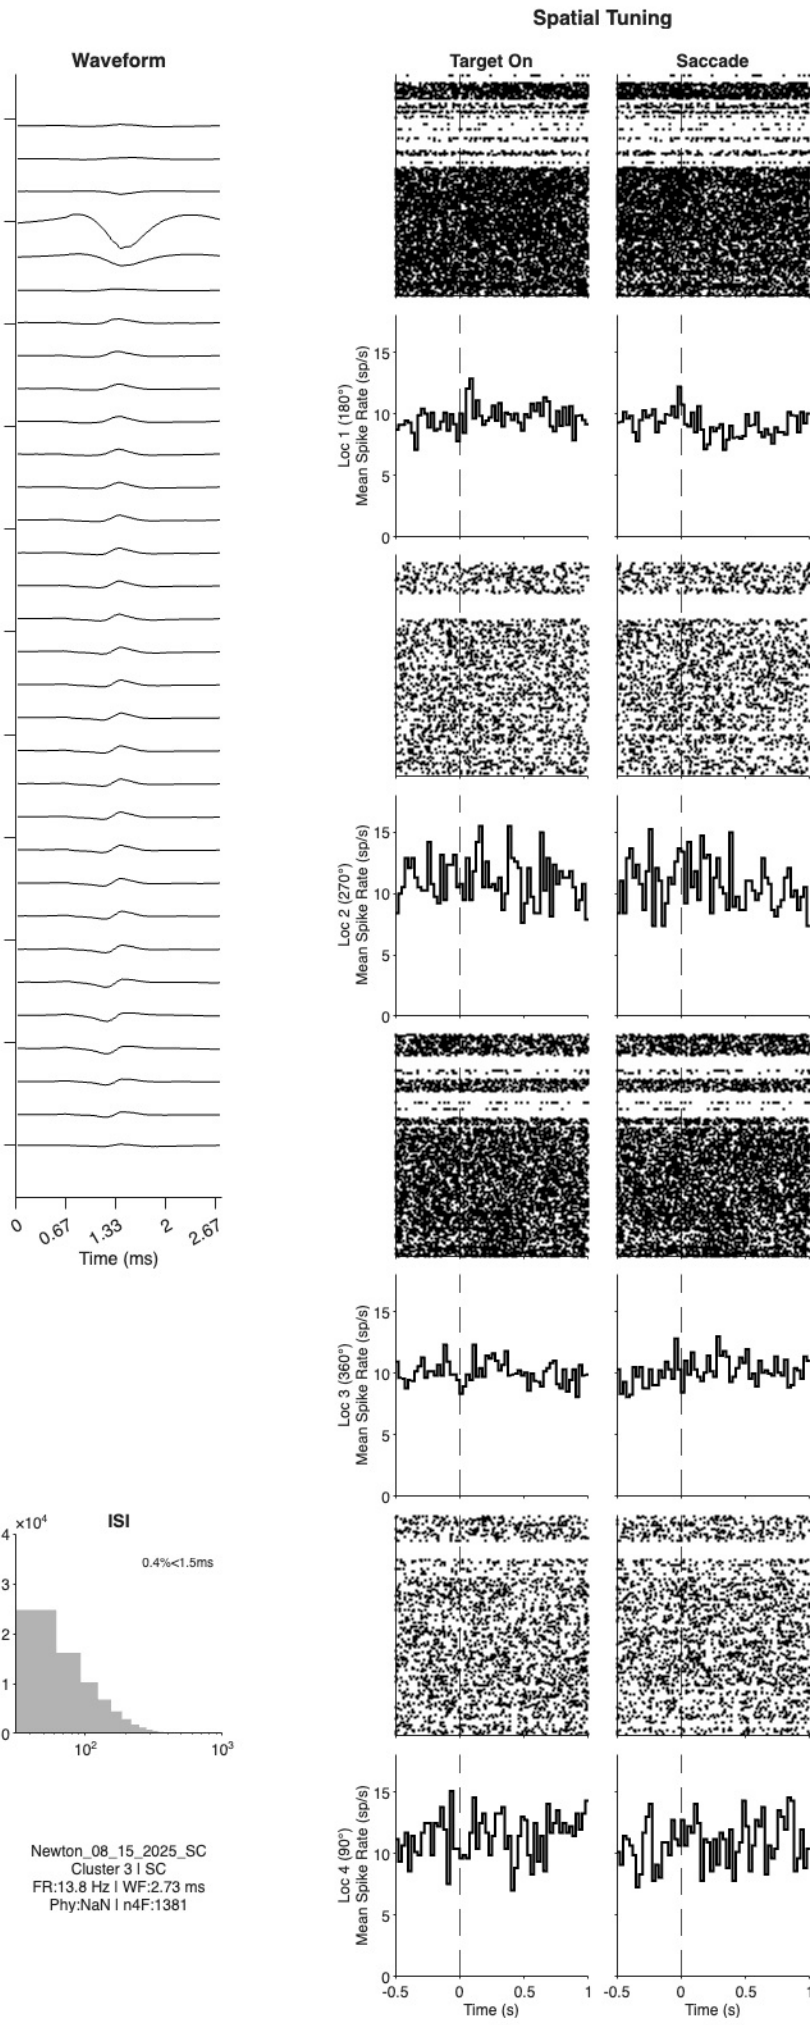 Spatial Tuning
Waveform
Target On
Saccade
15
10
5
0
Loc 1 (180°)
Mean Spike Rate (sp/s)
15
10
5
0
Loc 2 (270°)
Mean Spike Rate (sp/s)
0
0.67
1.33
2
2.67
Time (ms)
15
10
5
0
Loc 3 (360°)
Mean Spike Rate (sp/s)
×10⁴
ISI
4
3
2
1
0
0.4%<1.5ms
10²
10³
15
10
5
0
Loc 4 (90°)
Mean Spike Rate (sp/s)
Newton_08_15_2025_SC
Cluster 3 | SC
FR:13.8 Hz | WF:2.73 ms
Phy:NaN | n4F:1381
-0.5 0 0.5 1
-0.5 0 0.5 1
Time (s)
Time (s)